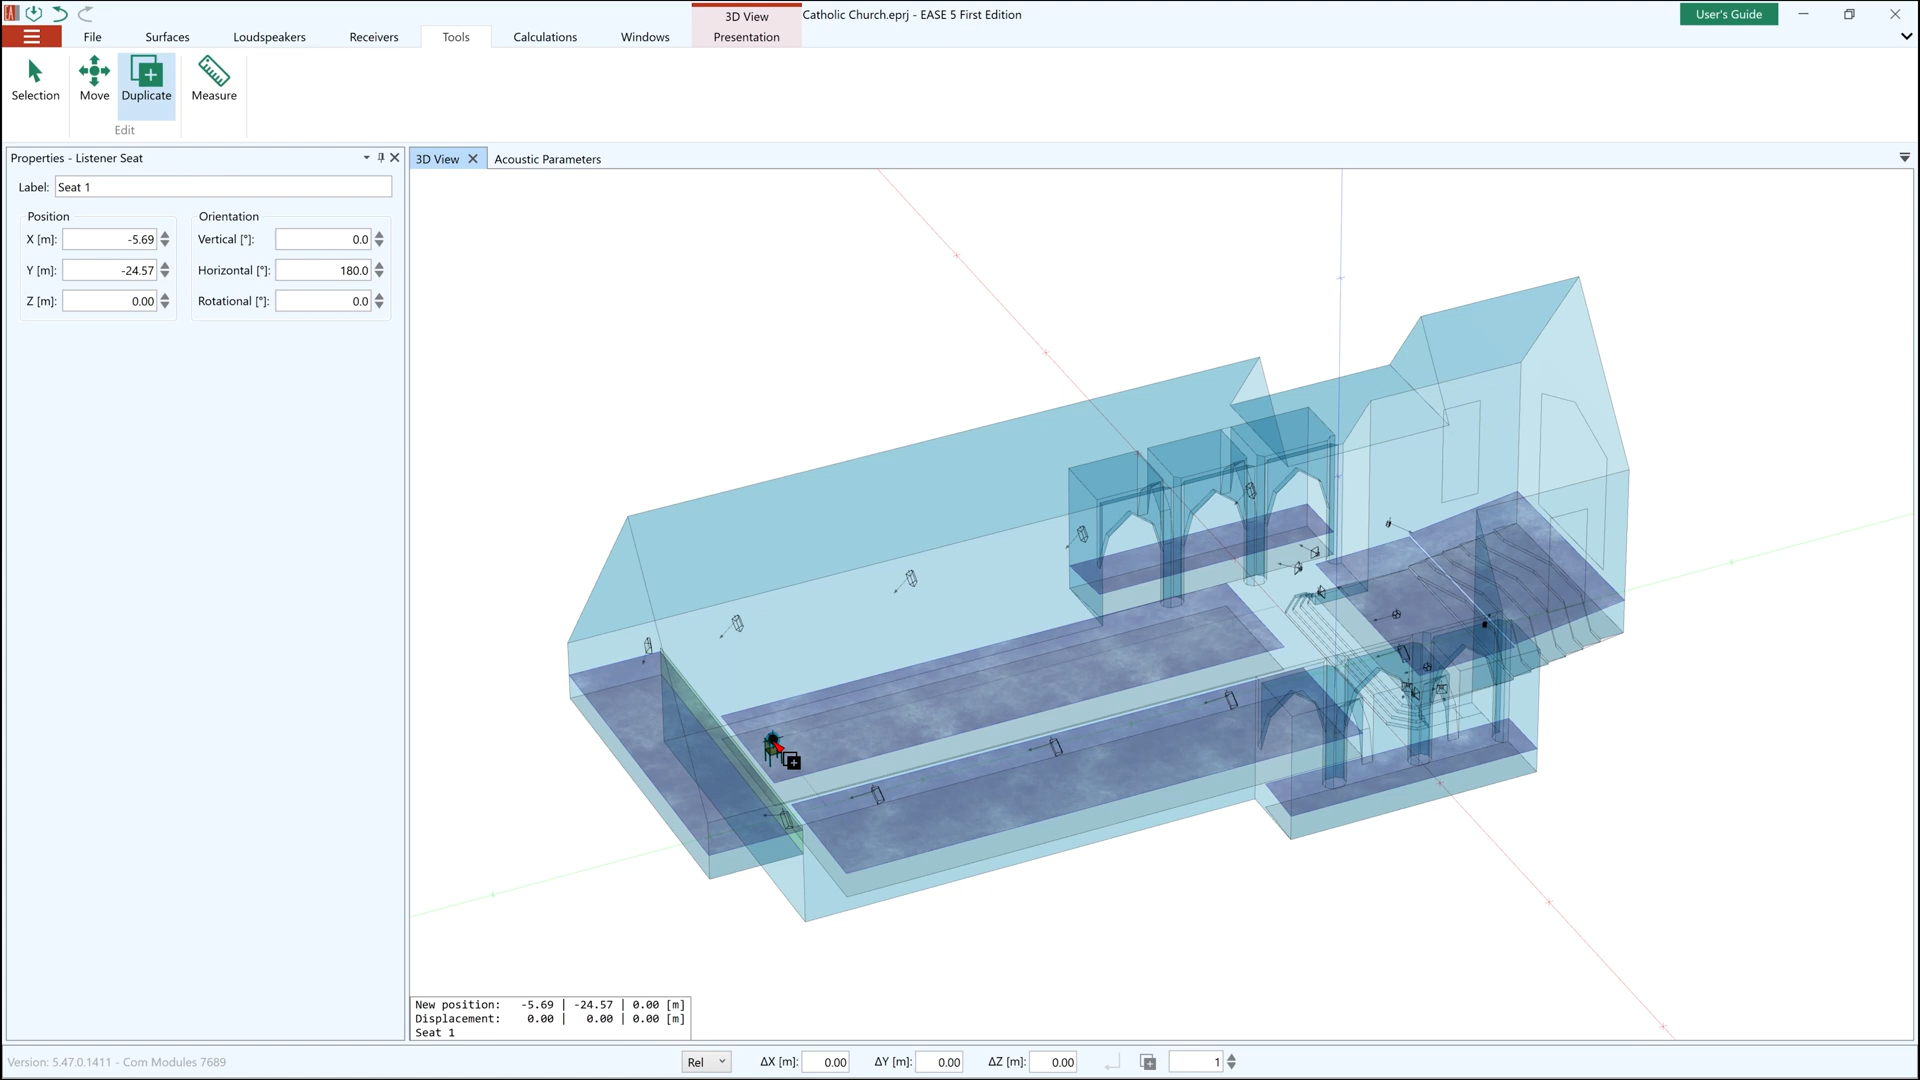 3D View
Catholic Church.eprj - EASE 5 First Edition
User's Guide
File
Surfaces
Loudspeakers
Receivers
Tools
Calculations
Windows
Presentation
Selection
Move
Duplicate
Measure
Edit
Properties - Listener Seat
3D View
Acoustic Parameters
Label: Seat 1
Position
Orientation
X [m]: -5.69
Vertical [°]: 0.0
Y [m]: -24.57
Horizontal [°]: 180.0
Z [m]: 0.00
Rotational [°]: 0.0
New position: -5.69 | -24.57 | 0.00 [m]
Displacement: 0.00 | 0.00 | 0.00 [m]
Seat 1
Version: 5.47.0.1411 - Com Modules 7689
Rel
ΔX [m]: 0.00
ΔY [m]: 0.00
ΔZ [m]: 0.00
1